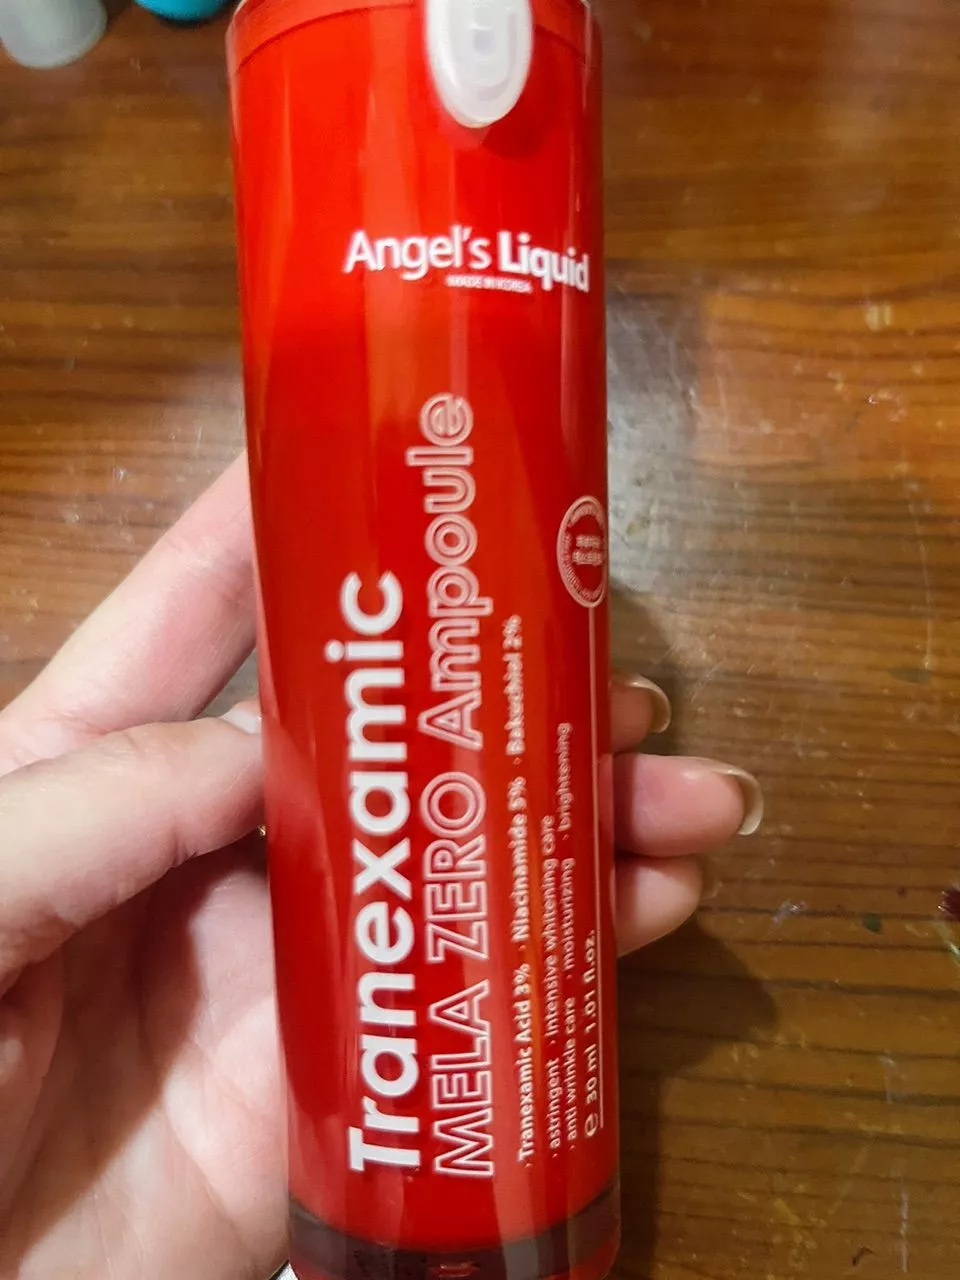 Angel's Liquid
MADE IN KOREA
Tranexamic
MELA ZERO Ampoule
· Tranexamic Acid 3% · Niacinamide 5% · Bakuchiol 2%
· astringent · intensive whitening care
· anti wrinkle care · moisturizing · brightening
e 30 ml 1.01 fl.oz.